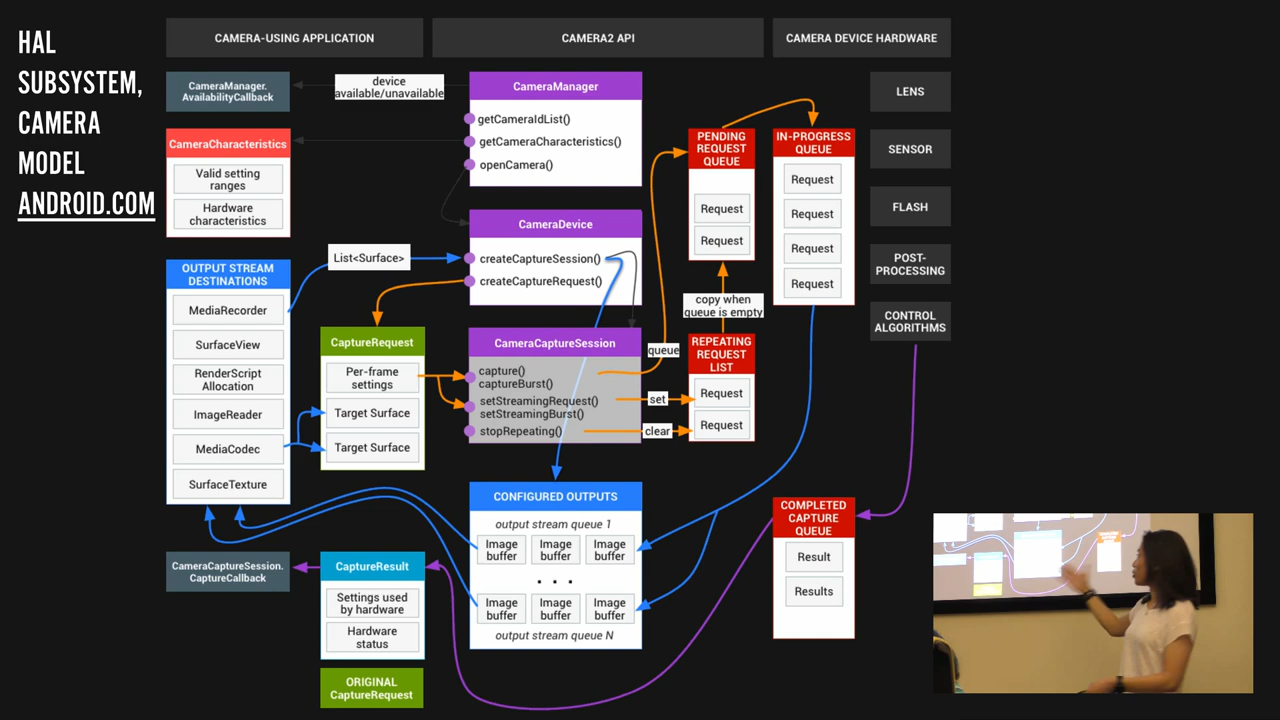 HAL
SUBSYSTEM,
CAMERA
MODEL
ANDROID.COM
CAMERA-USING APPLICATION
CAMERA2 API
CAMERA DEVICE HARDWARE
CameraManager.
AvailabilityCallback
device
available/unavailable
CameraManager
getCameraIdList()
getCameraCharacteristics()
openCamera()
CameraCharacteristics
Valid setting
ranges
Hardware
characteristics
PENDING
REQUEST
QUEUE
Request
Request
IN-PROGRESS
QUEUE
Request
Request
Request
Request
LENS
SENSOR
FLASH
POST-
PROCESSING
CONTROL
ALGORITHMS
CameraDevice
createCaptureSession()
createCaptureRequest()
List<Surface>
OUTPUT STREAM
DESTINATIONS
MediaRecorder
SurfaceView
RenderScript
Allocation
ImageReader
MediaCodec
SurfaceTexture
CaptureRequest
Per-frame
settings
Target Surface
Target Surface
CameraCaptureSession
capture()
captureBurst()
setStreamingRequest()
setStreamingBurst()
stopRepeating()
queue
set
clear
copy when
queue is empty
REPEATING
REQUEST
LIST
Request
Request
CONFIGURED OUTPUTS
output stream queue 1
Image
buffer
Image
buffer
Image
buffer
. . .
Image
buffer
Image
buffer
Image
buffer
output stream queue N
COMPLETED
CAPTURE
QUEUE
Result
Results
CameraCaptureSession.
CaptureCallback
CaptureResult
Settings used
by hardware
Hardware
status
ORIGINAL
CaptureRequest